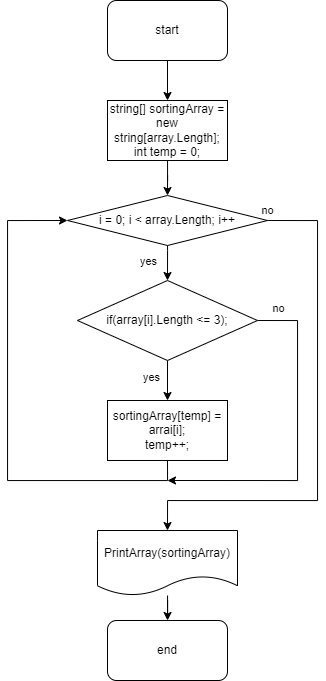 start
string[] sortingArray =
new
string[array.Length];
int temp = 0;
i = 0; i < array.Length; i++
no
yes
if(array[i].Length <= 3);
no
yes
sortingArray[temp] =
arrai[i];
temp++;
PrintArray(sortingArray)
end